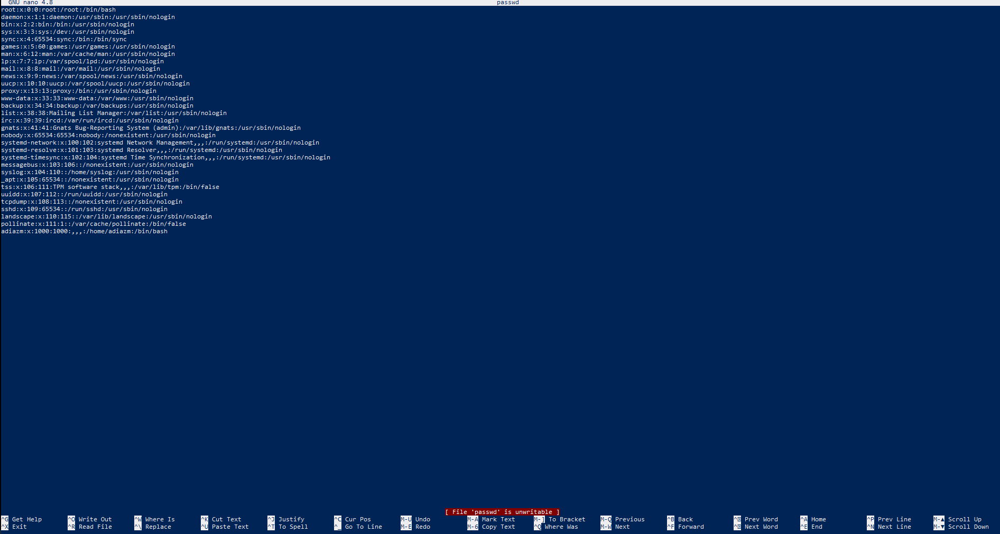 GNU nano 4.8 passwd
root:x:0:0:root:/root:/bin/bash
daemon:x:1:1:daemon:/usr/sbin:/usr/sbin/nologin
bin:x:2:2:bin:/bin:/usr/sbin/nologin
sys:x:3:3:sys:/dev:/usr/sbin/nologin
sync:x:4:65534:sync:/bin:/bin/sync
games:x:5:60:games:/usr/games:/usr/sbin/nologin
man:x:6:12:man:/var/cache/man:/usr/sbin/nologin
lp:x:7:7:lp:/var/spool/lpd:/usr/sbin/nologin
mail:x:8:8:mail:/var/mail:/usr/sbin/nologin
news:x:9:9:news:/var/spool/news:/usr/sbin/nologin
uucp:x:10:10:uucp:/var/spool/uucp:/usr/sbin/nologin
proxy:x:13:13:proxy:/bin:/usr/sbin/nologin
www-data:x:33:33:www-data:/var/www:/usr/sbin/nologin
backup:x:34:34:backup:/var/backups:/usr/sbin/nologin
list:x:38:38:Mailing List Manager:/var/list:/usr/sbin/nologin
irc:x:39:39:ircd:/var/run/ircd:/usr/sbin/nologin
gnats:x:41:41:Gnats Bug-Reporting System (admin):/var/lib/gnats:/usr/sbin/nologin
nobody:x:65534:65534:nobody:/nonexistent:/usr/sbin/nologin
systemd-network:x:100:102:systemd Network Management,,,:/run/systemd:/usr/sbin/nologin
systemd-resolve:x:101:103:systemd Resolver,,,:/run/systemd:/usr/sbin/nologin
systemd-timesync:x:102:104:systemd Time Synchronization,,,:/run/systemd:/usr/sbin/nologin
messagebus:x:103:106::/nonexistent:/usr/sbin/nologin
syslog:x:104:110::/home/syslog:/usr/sbin/nologin
_apt:x:105:65534::/nonexistent:/usr/sbin/nologin
tss:x:106:111:TPM software stack,,,:/var/lib/tpm:/bin/false
uuidd:x:107:112::/run/uuidd:/usr/sbin/nologin
tcpdump:x:108:113::/nonexistent:/usr/sbin/nologin
sshd:x:109:65534::/run/sshd:/usr/sbin/nologin
landscape:x:110:115::/var/lib/landscape:/usr/sbin/nologin
pollinate:x:111:1::/var/cache/pollinate:/bin/false
adiazm:x:1000:1000:,,,:/home/adiazm:/bin/bash
[ File 'passwd' is unwritable ]
^G Get Help ^O Write Out ^W Where Is ^K Cut Text ^J Justify ^C Cur Pos M-U Undo M-A Mark Text M-] To Bracket M-Q Previous ^B Back ^ Prev Word ^A Home ^P Prev Line M-▲ Scroll Up
^X Exit ^R Read File ^\ Replace ^U Paste Text ^T To Spell ^_ Go To Line M-E Redo M-6 Copy Text ^Q Where Was M-W Next ^F Forward ^ Next Word ^E End ^N Next Line M-▼ Scroll Down